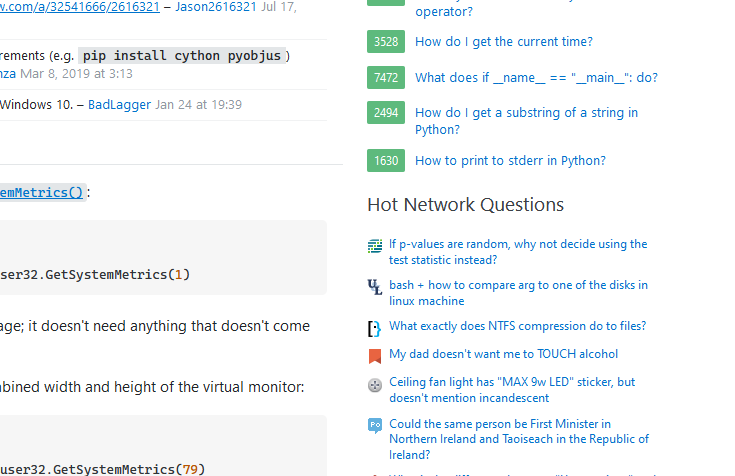 w.com/a/32541666/2616321 – Jason2616321 Jul 17,
rements (e.g. pip install cython pyobjus)
nza Mar 8, 2019 at 3:13
Windows 10. – BadLagger Jan 24 at 19:39
emMetrics():
ser32.GetSystemMetrics(1)
age; it doesn't need anything that doesn't come
mbined width and height of the virtual monitor:
user32.GetSystemMetrics(79)
operator?
3528 How do I get the current time?
7472 What does if __name__ == "__main__": do?
2494 How do I get a substring of a string in
Python?
1630 How to print to stderr in Python?
Hot Network Questions
If p-values are random, why not decide using the
test statistic instead?
bash + how to compare arg to one of the disks in
linux machine
What exactly does NTFS compression do to files?
My dad doesn't want me to TOUCH alcohol
Ceiling fan light has "MAX 9w LED" sticker, but
doesn't mention incandescent
Could the same person be First Minister in
Northern Ireland and Taoiseach in the Republic of
Ireland?